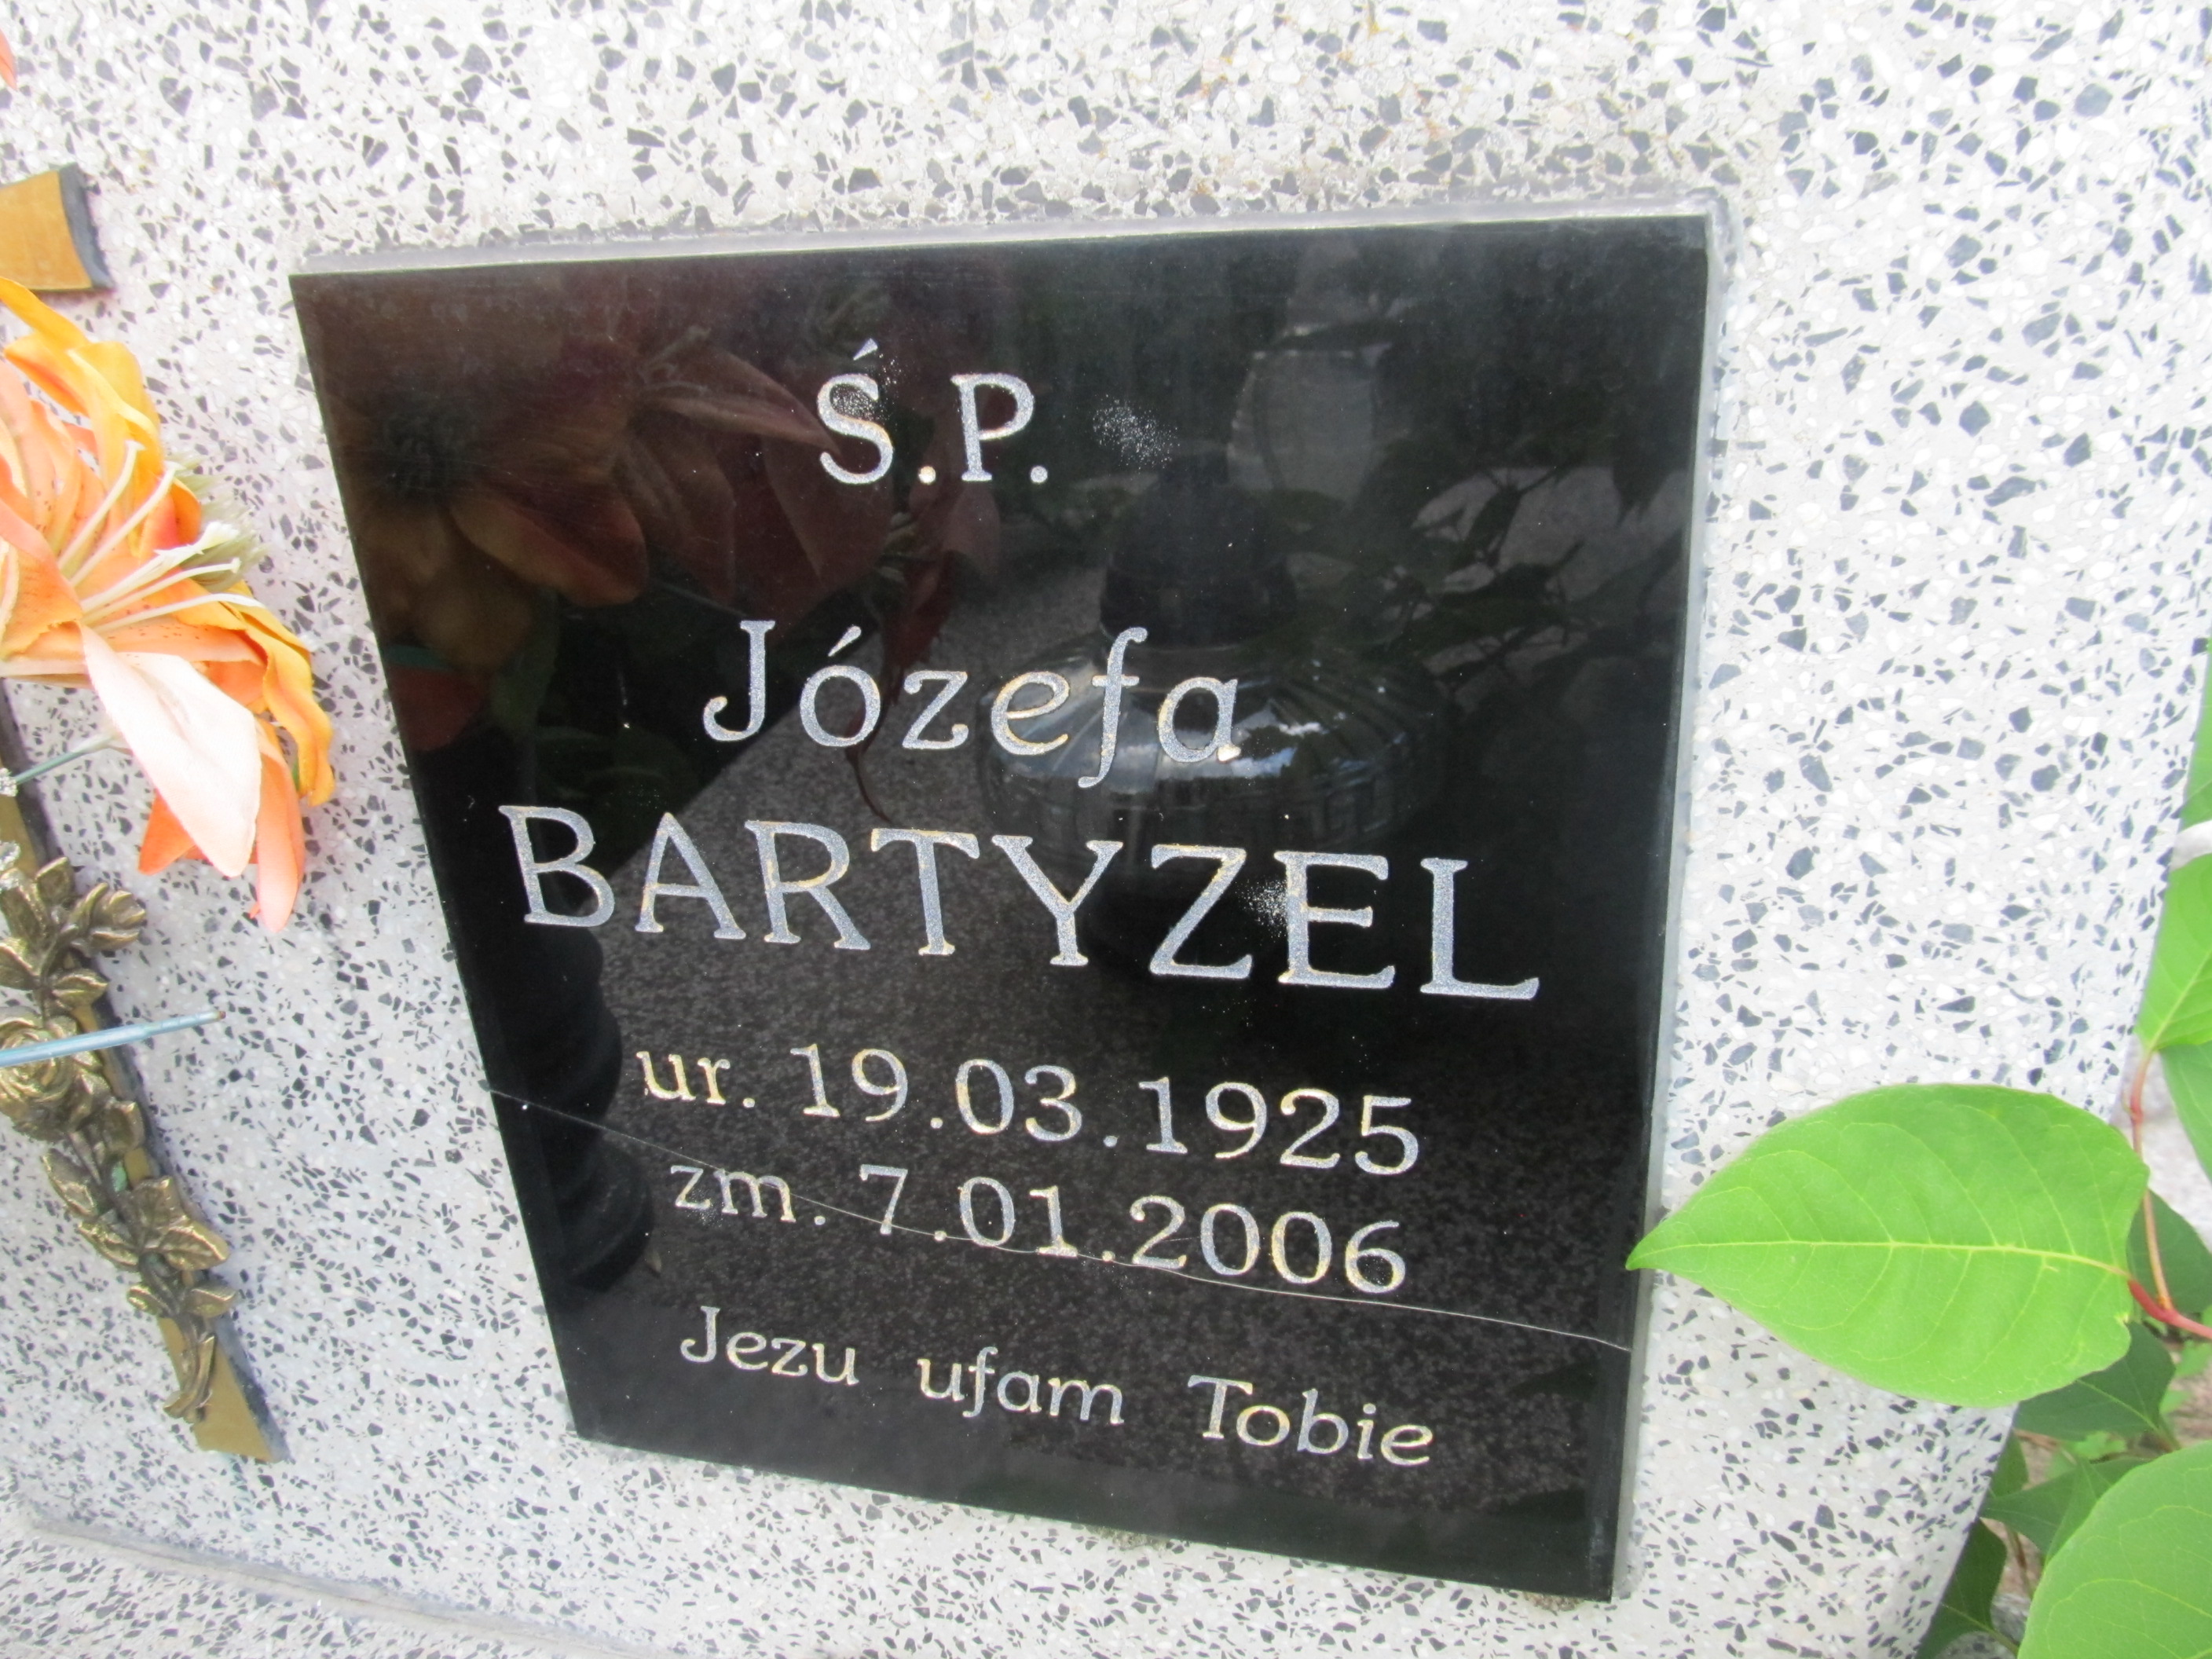 Ś.P.
Józefa
BARTYZEL
ur. 19.03.1925
zm. 7.01.2006
Jezu ufam Tobie